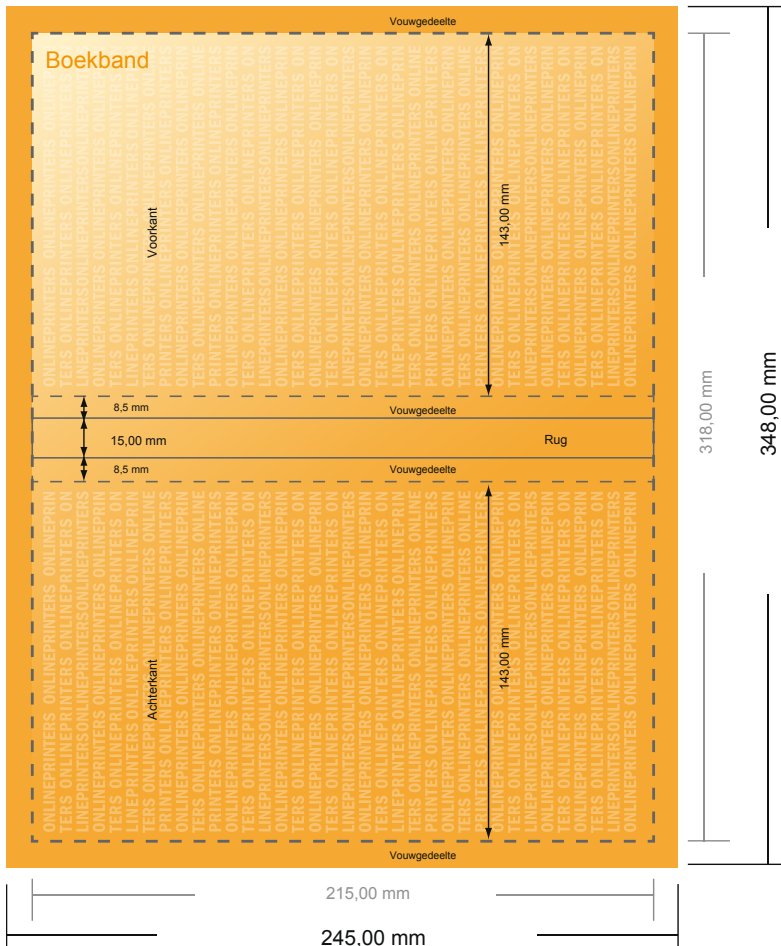 Vouwgedeelte
Boekband
Voorkant
143,00 mm
8,5 mm
Vouwgedeelte
15,00 mm
Rug
8,5 mm
Vouwgedeelte
Achterkant
143,00 mm
Vouwgedeelte
318,00 mm
348,00 mm
215,00 mm
245,00 mm